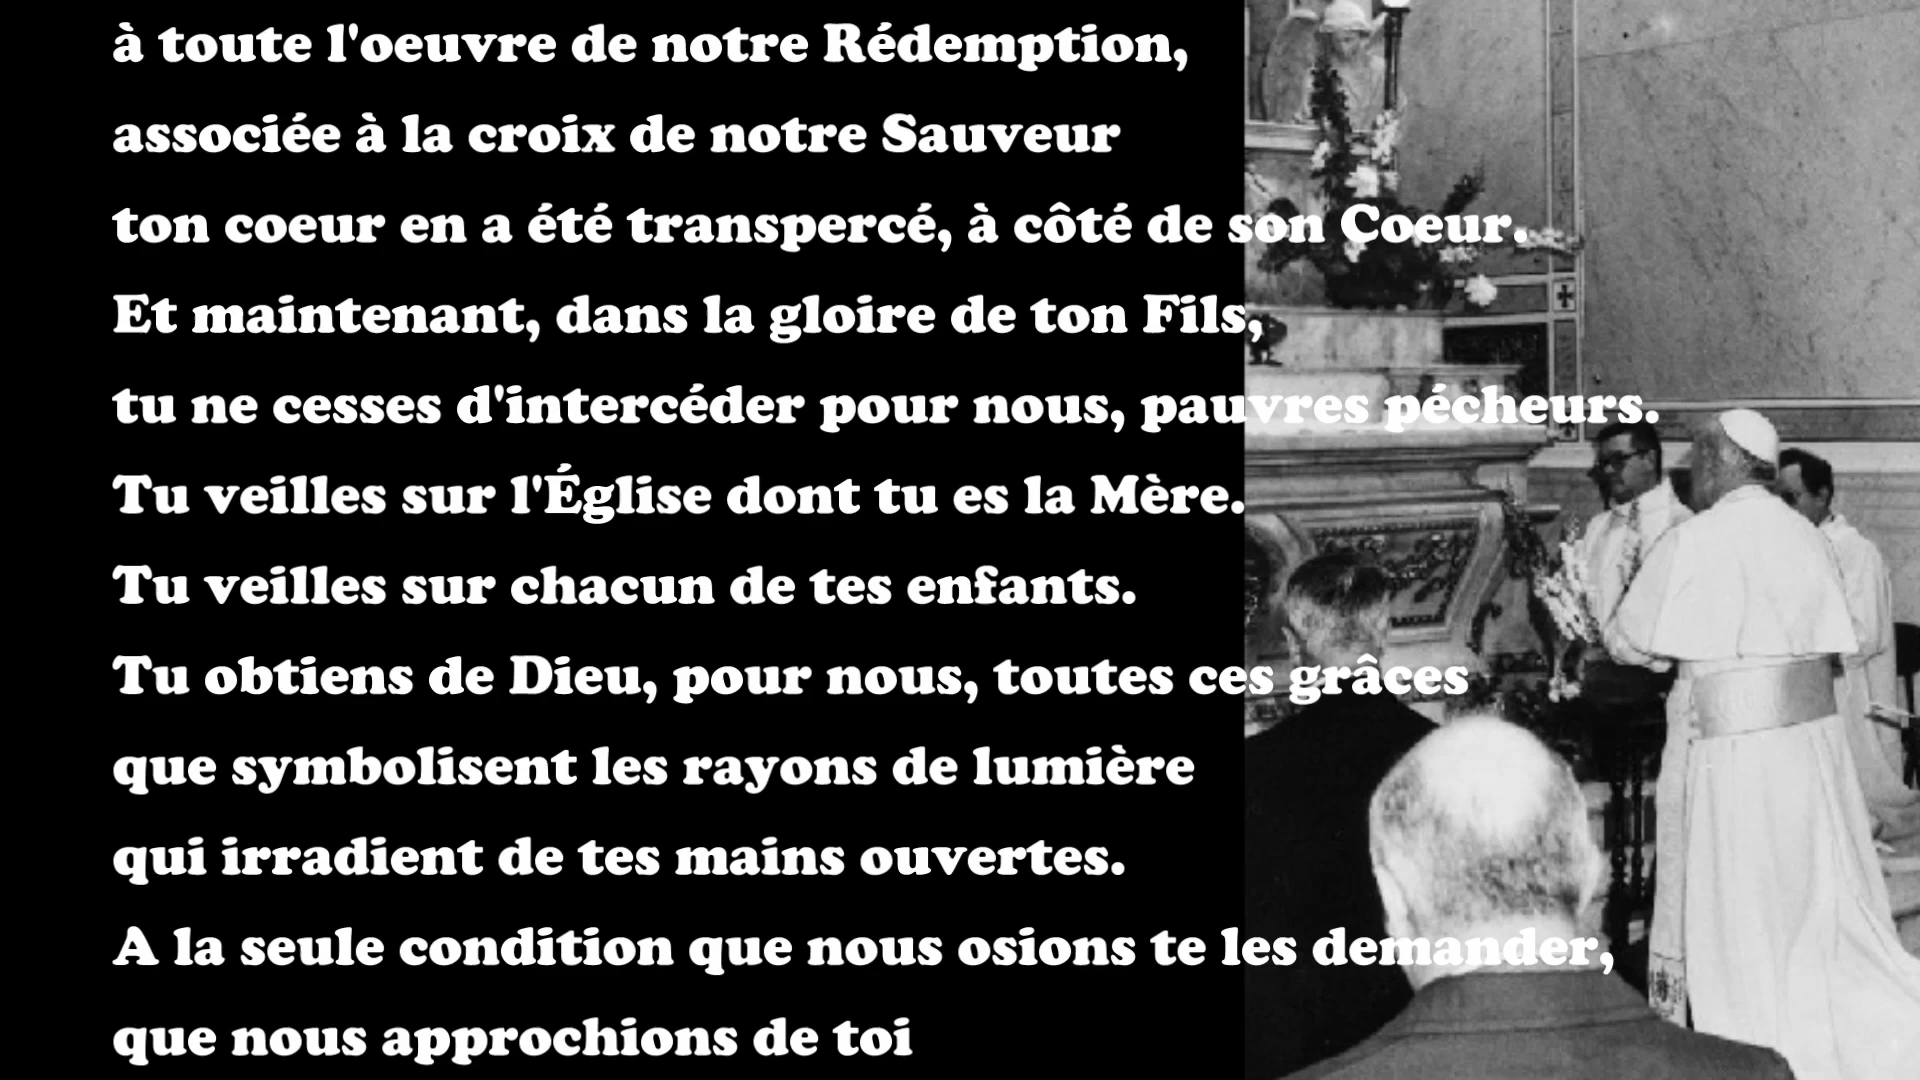 à toute l'oeuvre de notre Rédemption,
associée à la croix de notre Sauveur
ton coeur en a été transpercé, à côté de son Coeur.
Et maintenant, dans la gloire de ton Fils,
tu ne cesses d'intercéder pour nous, pauvres pécheurs.
Tu veilles sur l'Église dont tu es la Mère.
Tu veilles sur chacun de tes enfants.
Tu obtiens de Dieu, pour nous, toutes ces grâces
que symbolisent les rayons de lumière
qui irradient de tes mains ouvertes.
A la seule condition que nous osions te les demander,
que nous approchions de toi